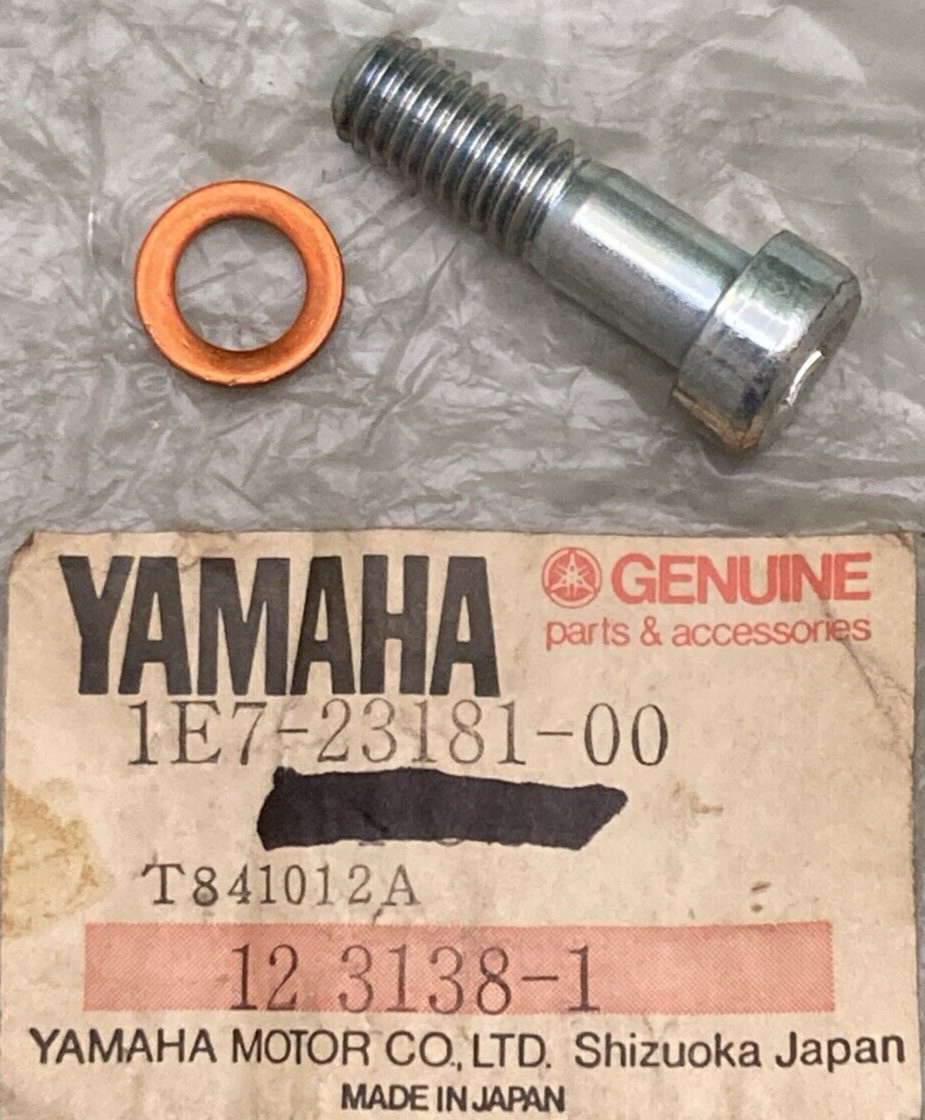 YAMAHA
GENUINE
parts & accessories
1E7-23181-00
T841012A
12 3138-1
YAMAHA MOTOR CO., LTD. Shizuoka Japan
MADE IN JAPAN